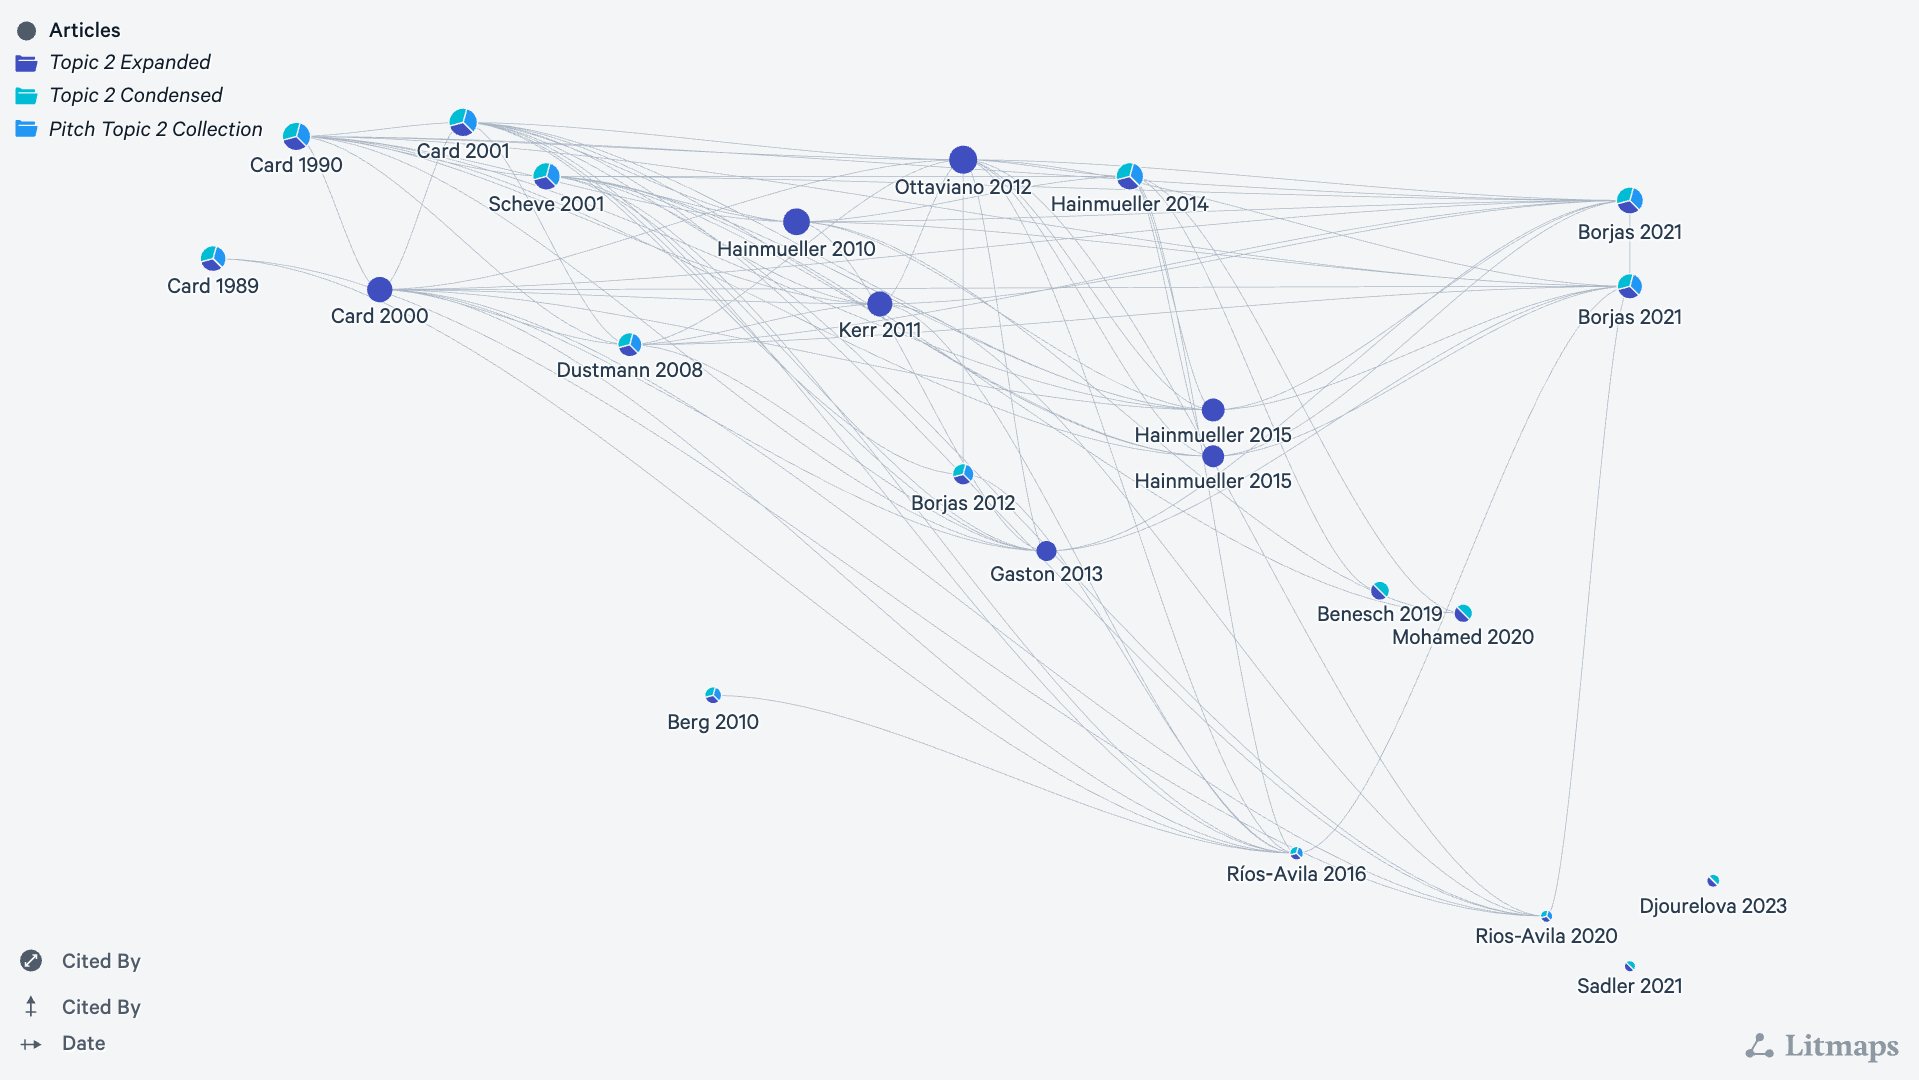 Articles
Topic 2 Expanded
Topic 2 Condensed
Pitch Topic 2 Collection
Card 1990
Card 2001
Scheve 2001
Ottaviano 2012
Hainmueller 2014
Borjas 2021
Hainmueller 2010
Card 1989
Card 2000
Kerr 2011
Borjas 2021
Dustmann 2008
Hainmueller 2015
Hainmueller 2015
Borjas 2012
Gaston 2013
Benesch 2019
Mohamed 2020
Berg 2010
Ríos-Avila 2016
Djourelova 2023
Rios-Avila 2020
Sadler 2021
Cited By
Cited By
Date
Litmaps